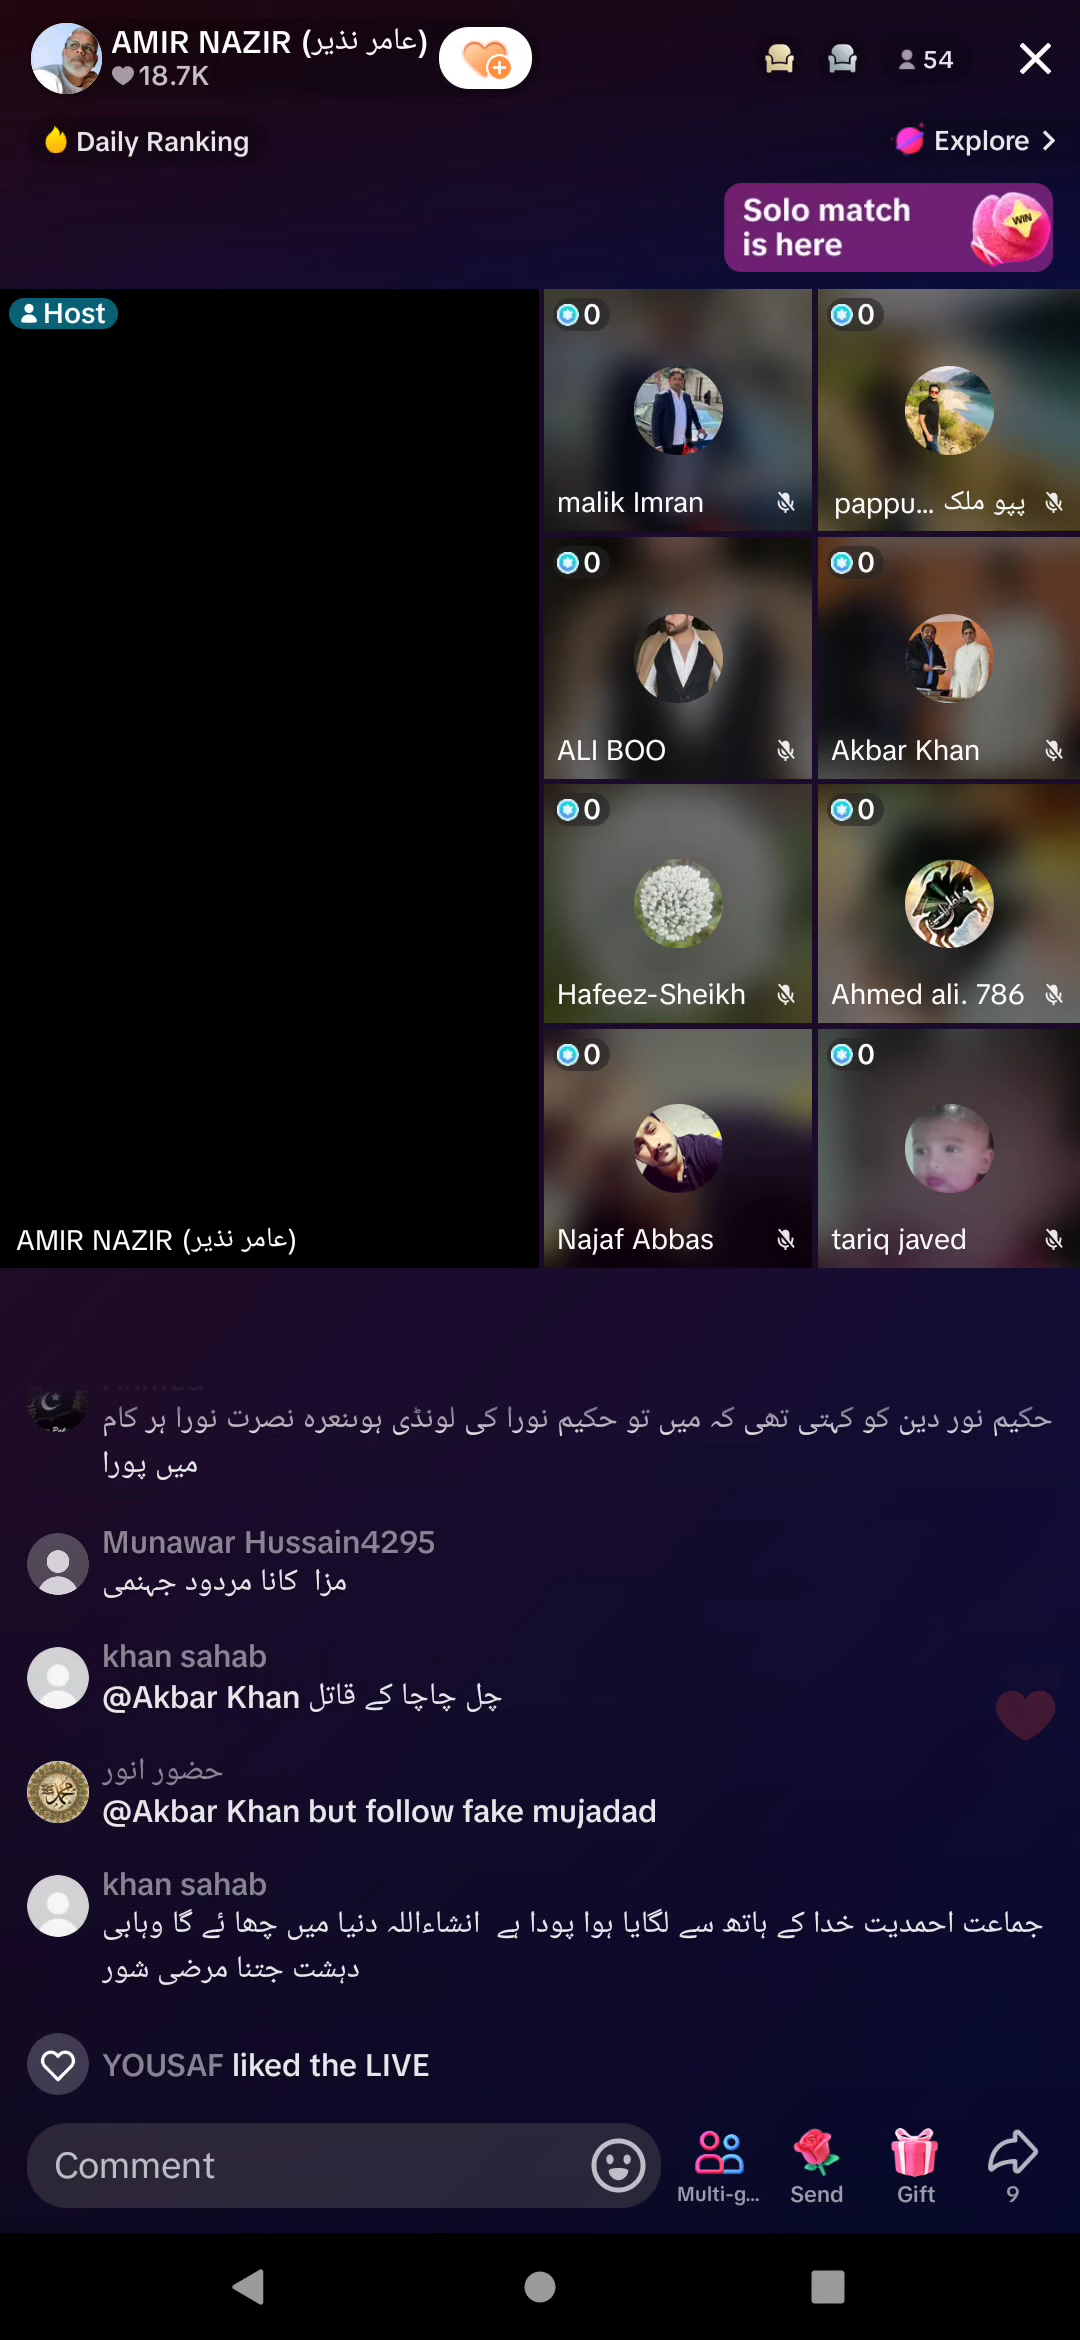 AMIR NAZIR (عامر نذیر)
18.7K
54
Daily Ranking
Explore
Solo match
is here
WIN
Host
0
0
malik Imran
pappu... پپو ملک
0
0
ALI BOO
Akbar Khan
0
0
Hafeez-Sheikh
Ahmed ali. 786
0
0
Najaf Abbas
tariq javed
AMIR NAZIR (عامر نذیر)
حکیم نور دین کو کہتی تھی کہ میں تو حکیم نورا کی لونڈی ہوںنعرہ نصرت نورا ہر کام
میں پورا
Munawar Hussain4295
مزا کانا مردود جہنمی
khan sahab
@Akbar Khan چل چاچا کے قاتل
حضور انور
@Akbar Khan but follow fake mujadad
khan sahab
جماعت احمدیت خدا کے ہاتھ سے لگایا ہوا پودا ہے انشاءاللہ دنیا میں چھا ئے گا وہابی
دہشت جتنا مرضی شور
YOUSAF liked the LIVE
Comment
Multi-g...
Send
Gift
9